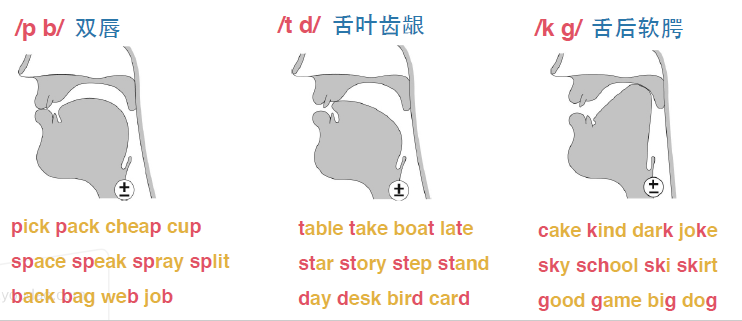 /p b/ 双唇
/t d/ 舌叶齿龈
/k g/ 舌后软腭
±
±
±
pick pack cheap cup
space speak spray split
back bag web job
table take boat late
star story step stand
day desk bird card
cake kind dark joke
sky school ski skirt
good game big dog